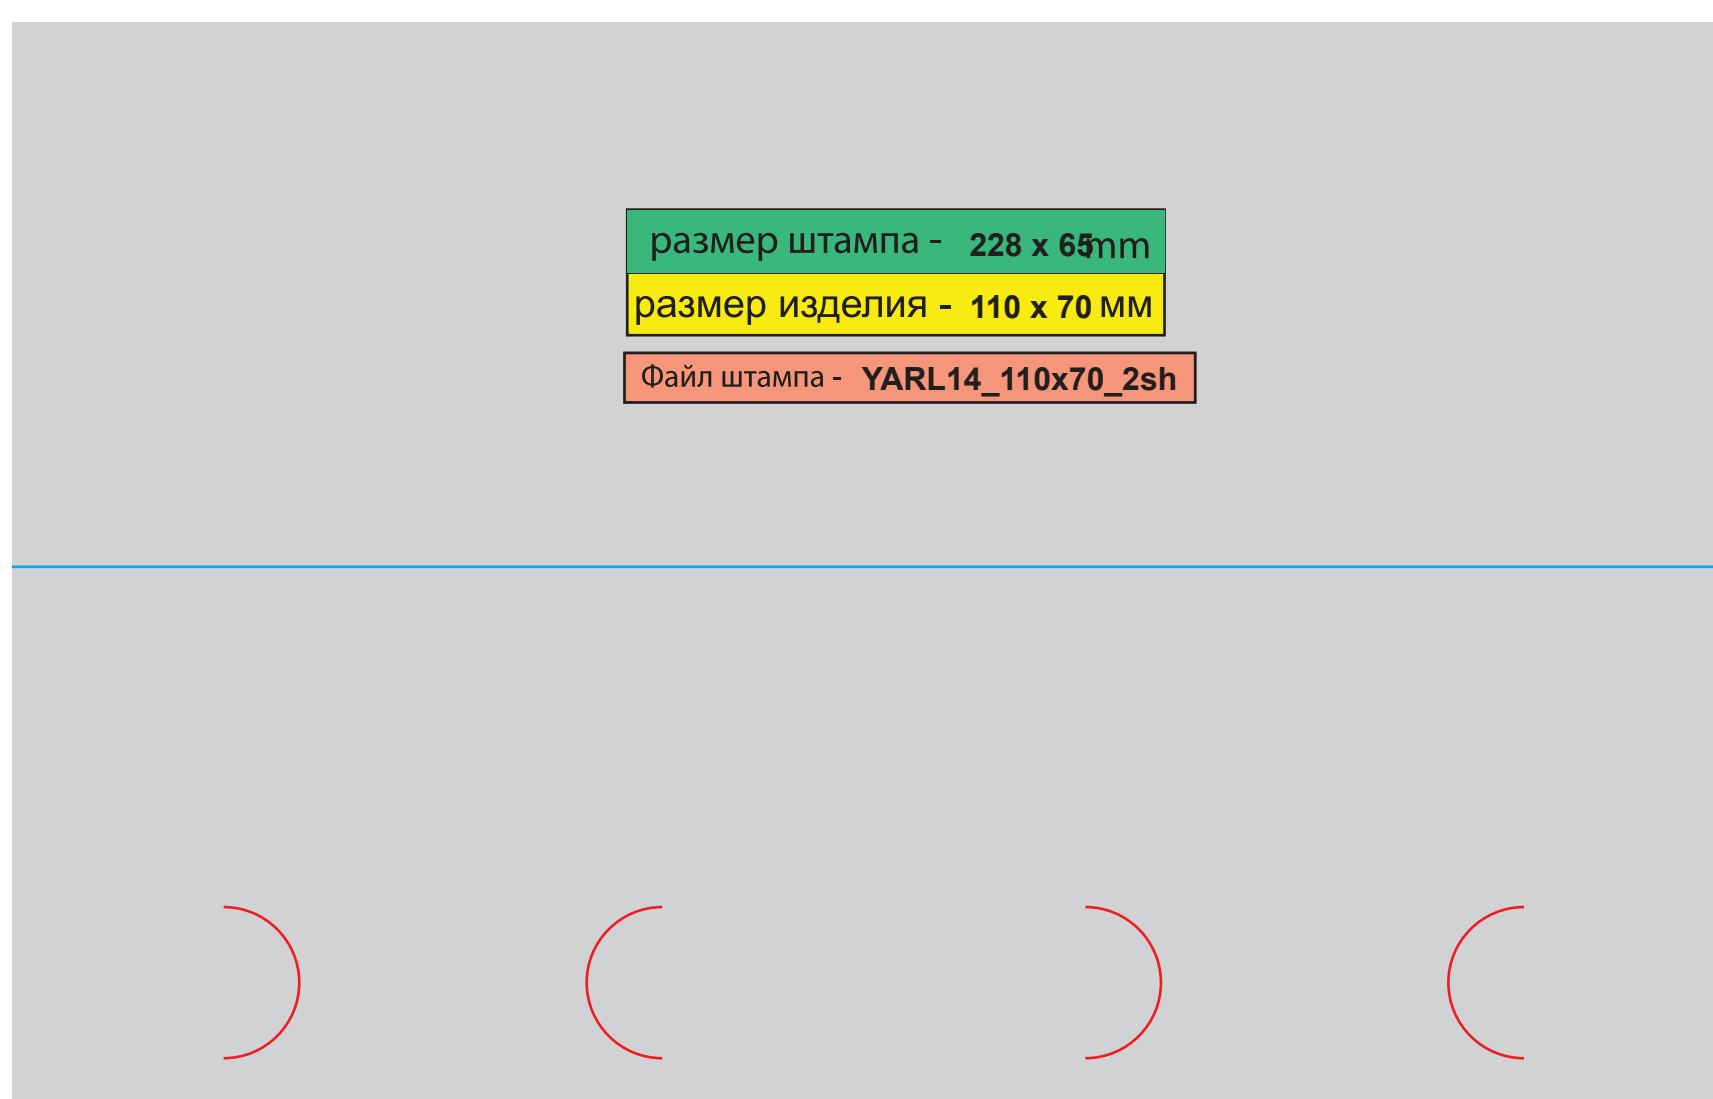 размер штампа - 228 x 65mm
размер изделия - 110 x 70 мм
Файл штампа - YARL14_110x70_2sh